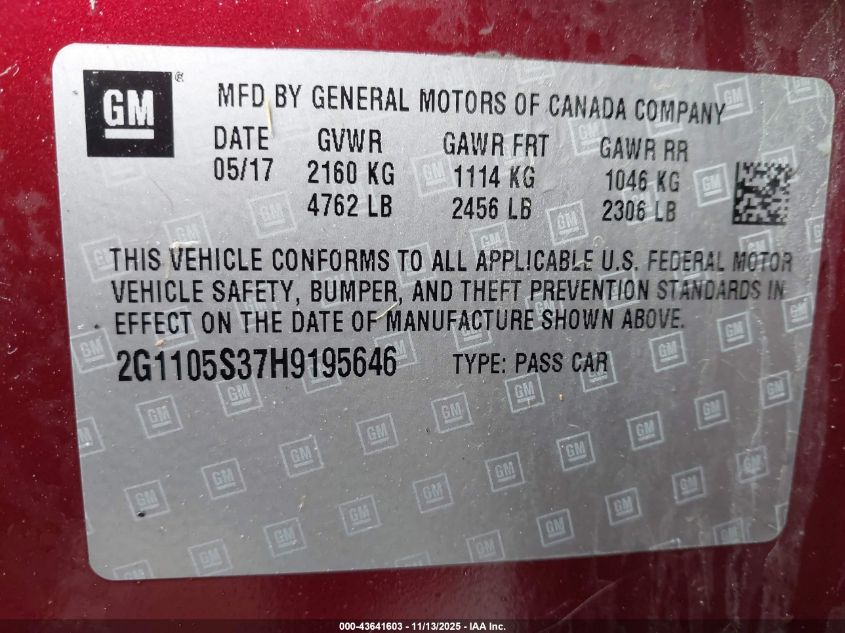 GM ®
MFD BY GENERAL MOTORS OF CANADA COMPANY
DATE GVWR GAWR FRT GAWR RR
05/17 2160 KG 1114 KG 1046 KG
4762 LB 2456 LB 2306 LB
THIS VEHICLE CONFORMS TO ALL APPLICABLE U.S. FEDERAL MOTOR
VEHICLE SAFETY, BUMPER, AND THEFT PREVENTION STANDARDS IN
EFFECT ON THE DATE OF MANUFACTURE SHOWN ABOVE.
2G1105S37H9195646 TYPE: PASS CAR
2000-43641603 - 11/13/2025 - IAA Inc.